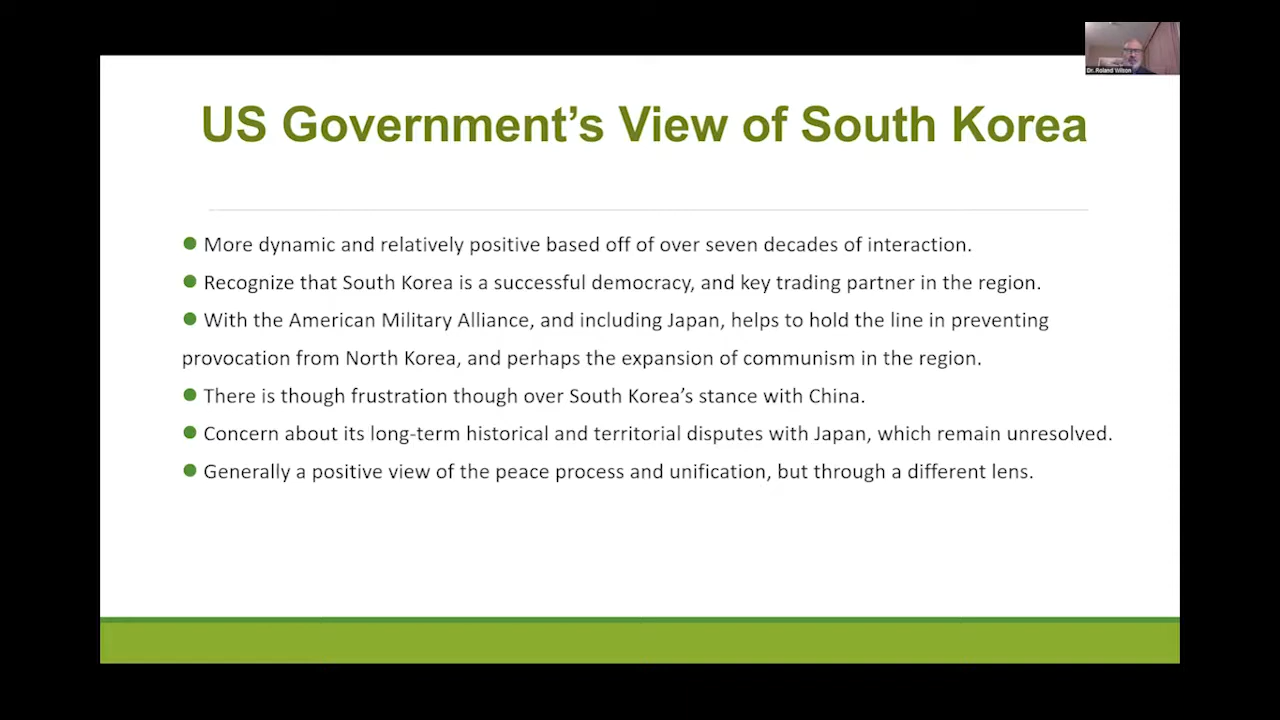 Dr. Roland Wilson
US Government's View of South Korea
● More dynamic and relatively positive based off of over seven decades of interaction.
● Recognize that South Korea is a successful democracy, and key trading partner in the region.
● With the American Military Alliance, and including Japan, helps to hold the line in preventing
provocation from North Korea, and perhaps the expansion of communism in the region.
● There is though frustration though over South Korea's stance with China.
● Concern about its long-term historical and territorial disputes with Japan, which remain unresolved.
● Generally a positive view of the peace process and unification, but through a different lens.